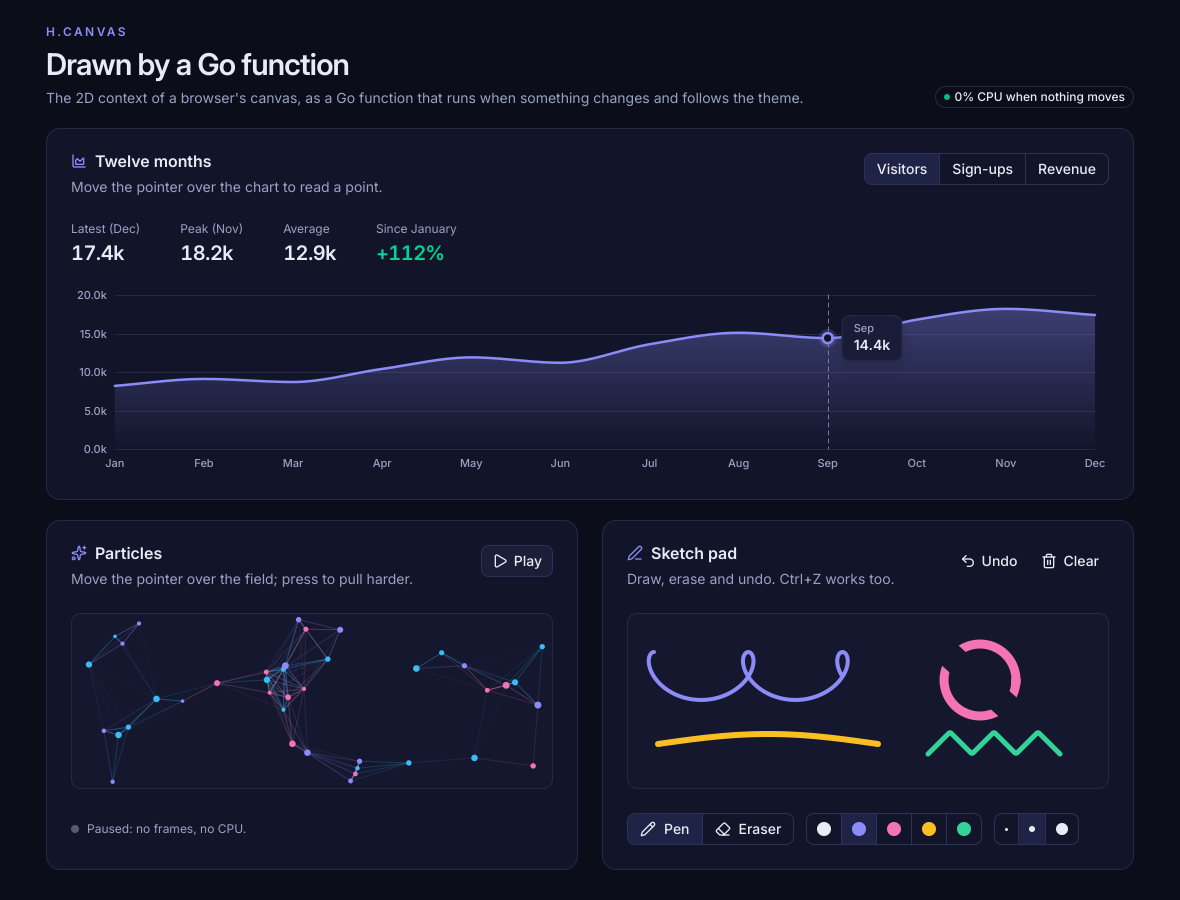 H.CANVAS
Drawn by a Go function
The 2D context of a browser's canvas, as a Go function that runs when something changes and follows the theme.
0% CPU when nothing moves
Twelve months
Move the pointer over the chart to read a point.
Visitors
Sign-ups
Revenue
Latest (Dec)
17.4k
Peak (Nov)
18.2k
Average
12.9k
Since January
+112%
20.0k
15.0k
10.0k
5.0k
0.0k
Sep
14.4k
Jan Feb Mar Apr May Jun Jul Aug Sep Oct Nov Dec
Particles
Move the pointer over the field; press to pull harder.
Play
Paused: no frames, no CPU.
Sketch pad
Draw, erase and undo. Ctrl+Z works too.
Undo
Clear
Pen
Eraser